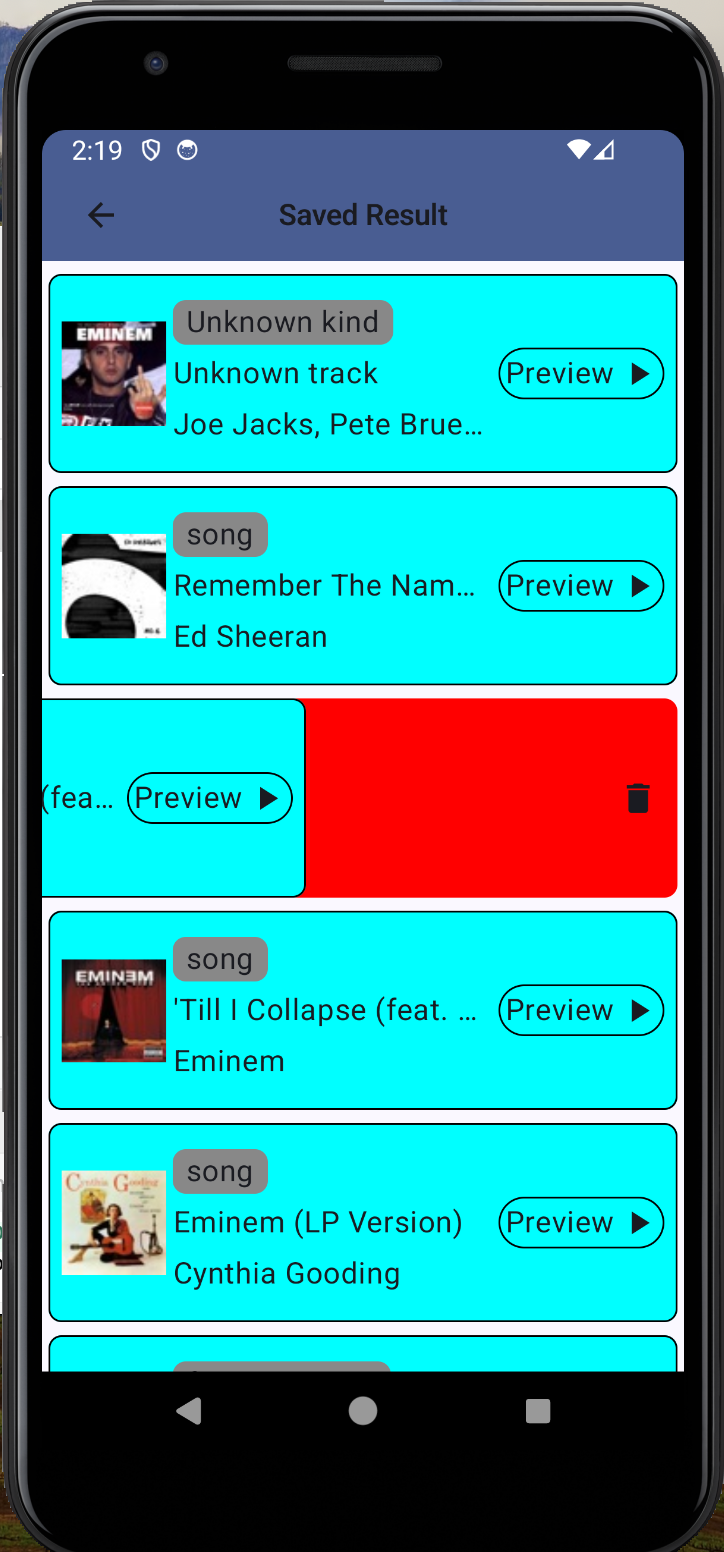 2:19
Saved Result
EMINEM
Unknown kind
Unknown track
Joe Jacks, Pete Brue…
Preview
song
Remember The Nam…
Ed Sheeran
Preview
(fea…
Preview
EMINEM
song
'Till I Collapse (feat. …
Eminem
Preview
Cynthia Gooding
song
Eminem (LP Version)
Cynthia Gooding
Preview